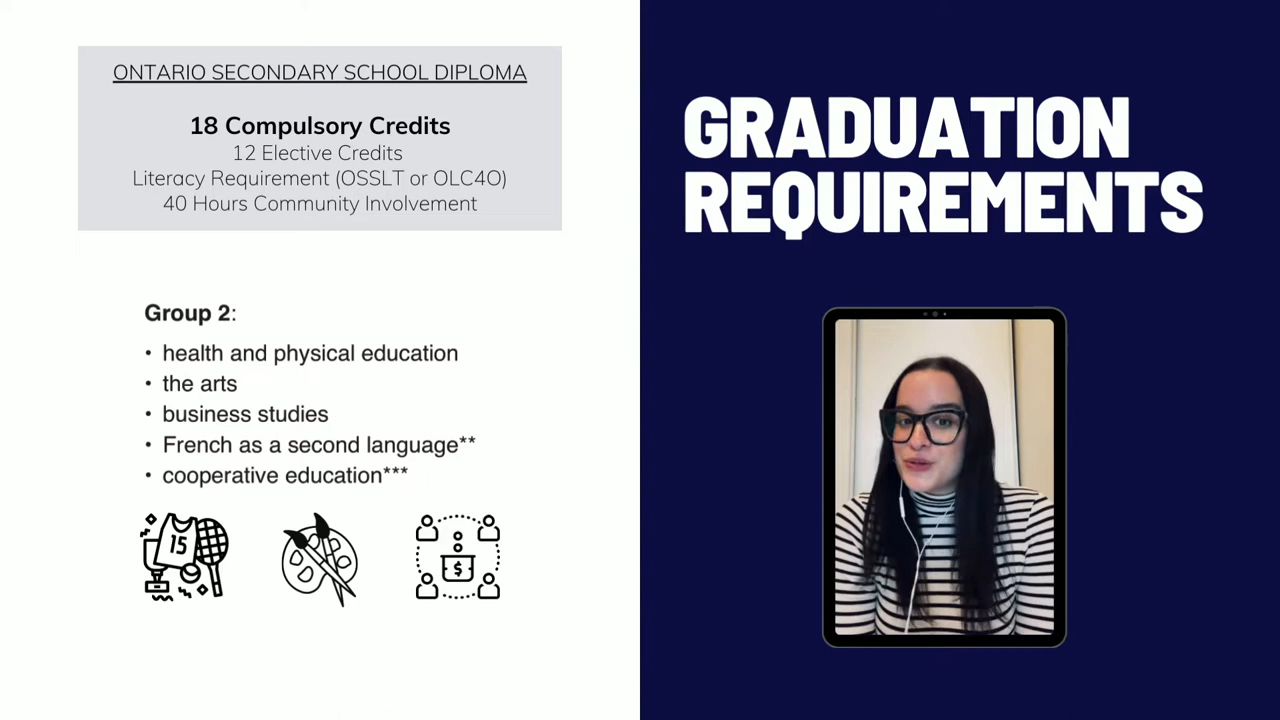 ONTARIO SECONDARY SCHOOL DIPLOMA
18 Compulsory Credits
12 Elective Credits
Literacy Requirement (OSSLT or OLC4O)
40 Hours Community Involvement
Group 2:
• health and physical education
• the arts
• business studies
• French as a second language**
• cooperative education***
15
$
GRADUATION
REQUIREMENTS